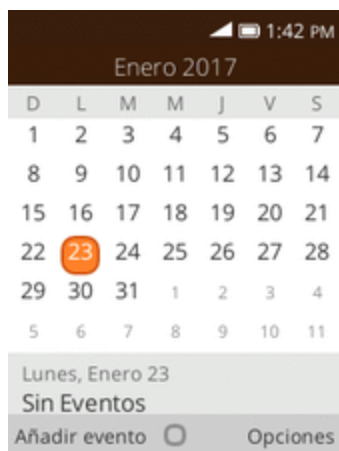 1:42 PM
Enero 2017
D L M M J V S
1 2 3 4 5 6 7
8 9 10 11 12 13 14
15 16 17 18 19 20 21
22 23 24 25 26 27 28
29 30 31 1 2 3 4
5 6 7 8 9 10 11
Lunes, Enero 23
Sin Eventos
Añadir evento Opciones